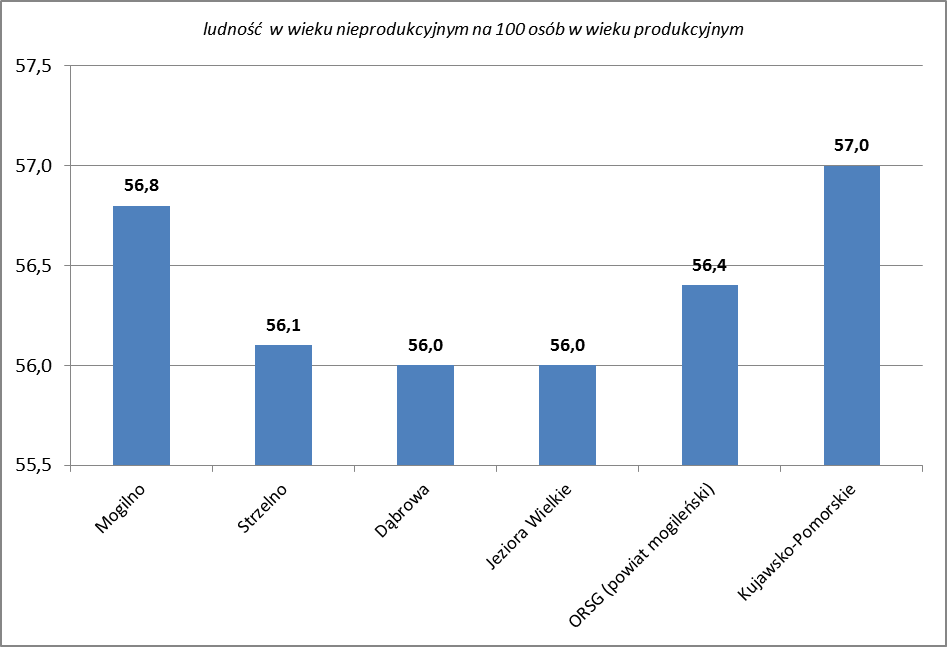 ludność  w wieku nieprodukcyjnym na 100 osób w wieku produkcyjnym
57,5
57,0
56,5
56,0
55,5
56,8
56,1
56,0
56,0
56,4
57,0
Mogilno
Strzelno
Dąbrowa
Jeziora Wielkie
ORSG (powiat mogileński)
Kujawsko-Pomorskie